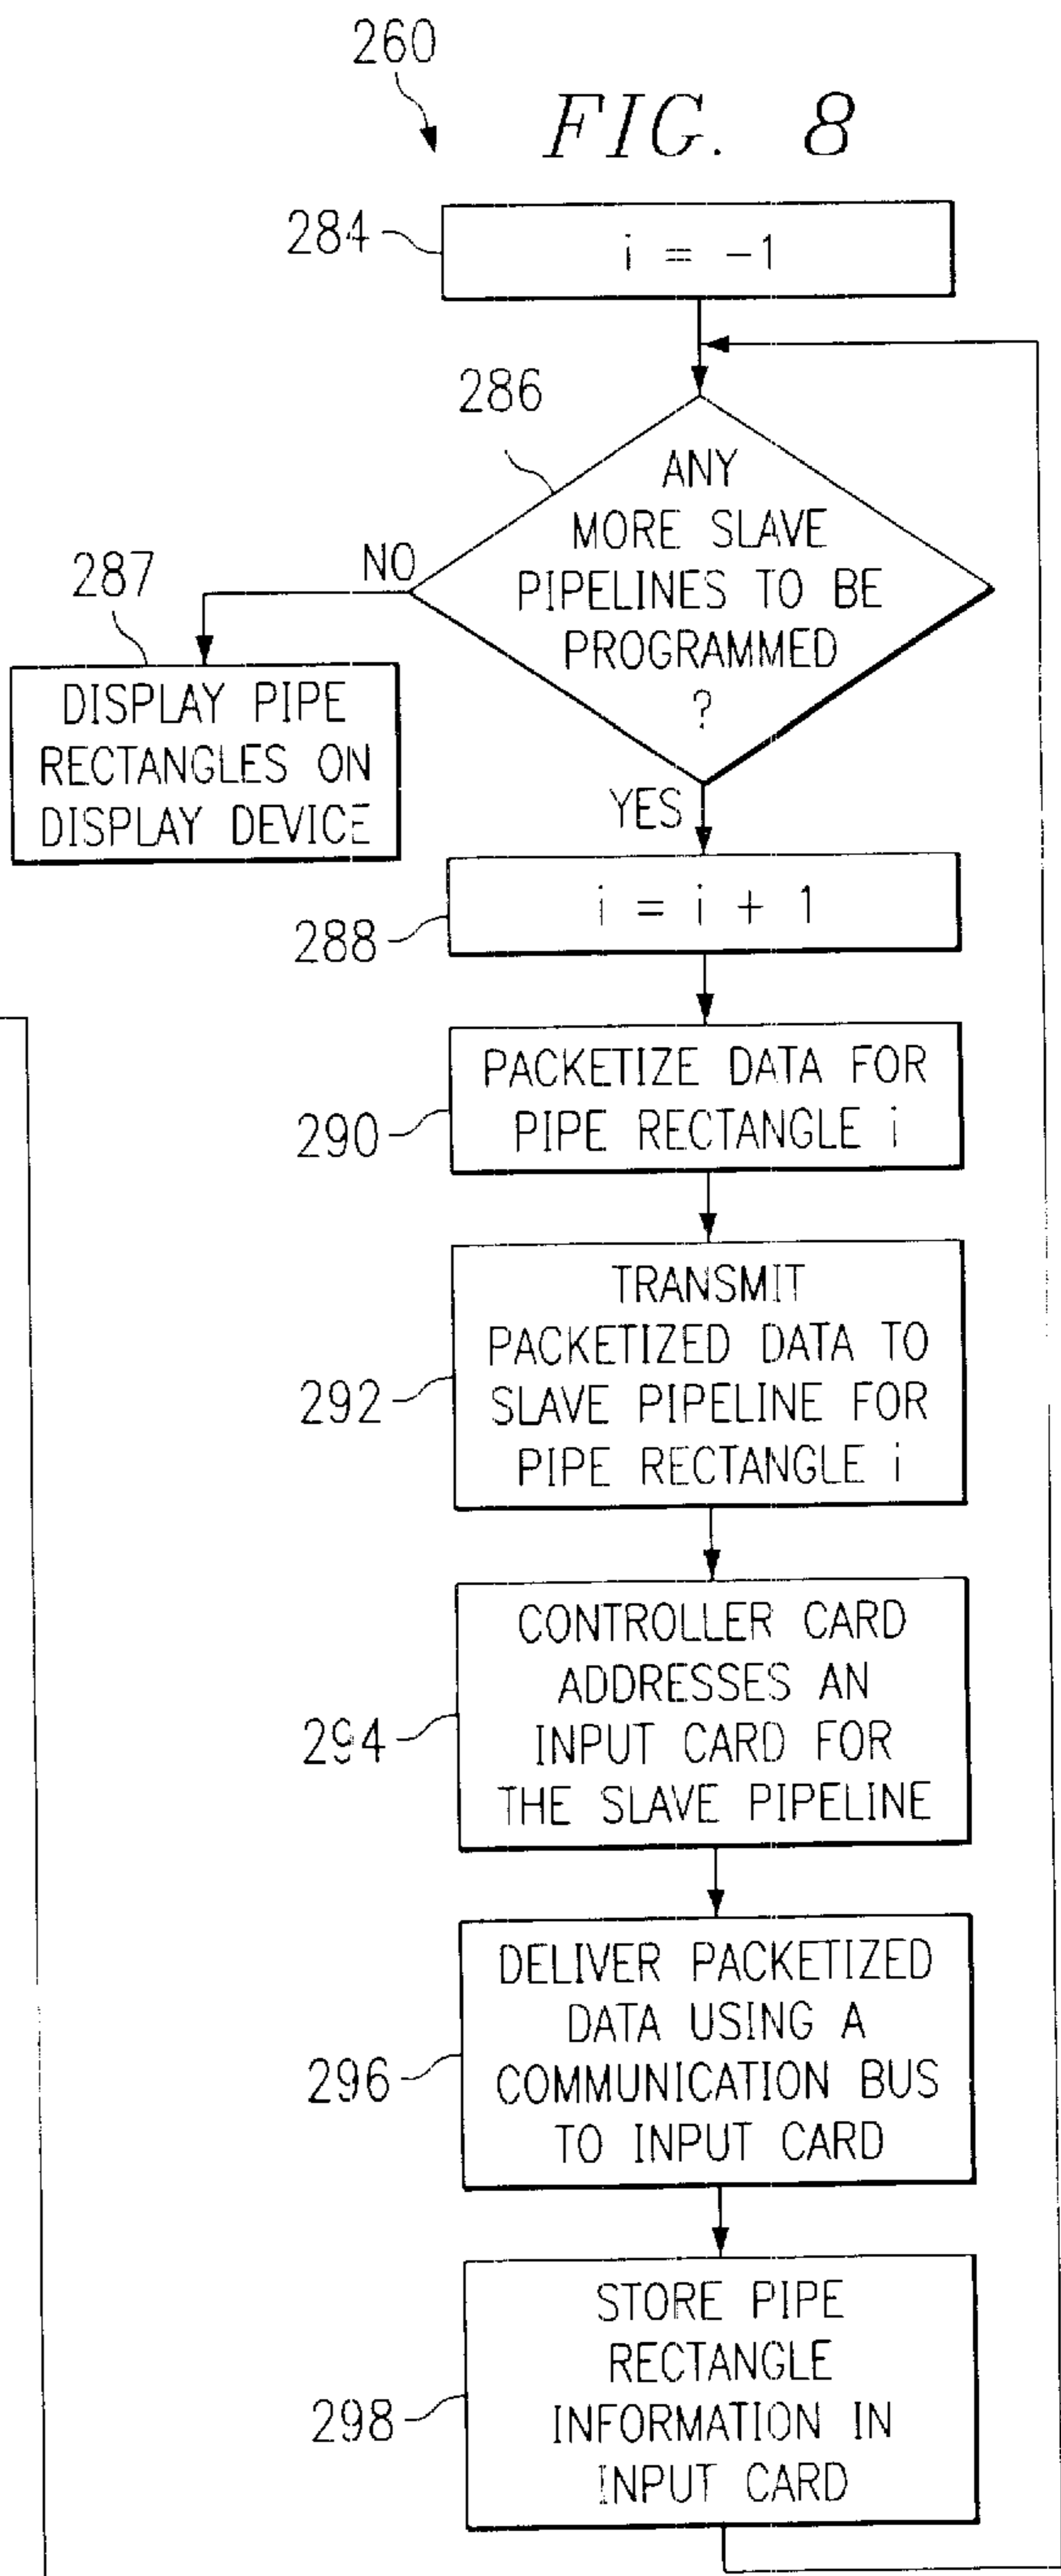 260
FIG. 8
284
i = -1
286
ANY
MORE SLAVE
PIPELINES TO BE
PROGRAMMED
?
NO
287
DISPLAY PIPE
RECTANGLES ON
DISPLAY DEVICE
YES
288
i = i + 1
290
PACKETIZE DATA FOR
PIPE RECTANGLE i
292
TRANSMIT
PACKETIZED DATA TO
SLAVE PIPELINE FOR
PIPE RECTANGLE i
294
CONTROLLER CARD
ADDRESSES AN
INPUT CARD FOR
THE SLAVE PIPELINE
296
DELIVER PACKETIZED
DATA USING A
COMMUNICATION BUS
TO INPUT CARD
298
STORE PIPE
RECTANGLE
INFORMATION IN
INPUT CARD